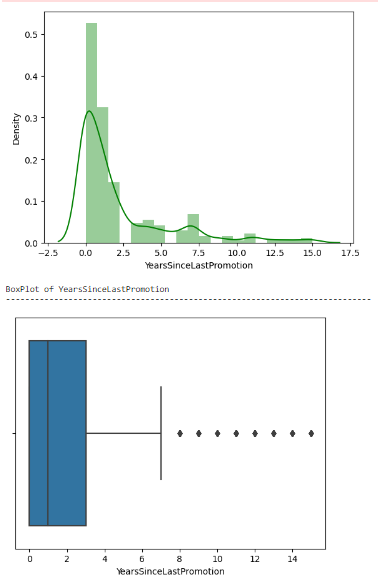 0.5
0.4
0.3
0.2
0.1
0.0
Density
−2.5 0.0 2.5 5.0 7.5 10.0 12.5 15.0 17.5
YearsSinceLastPromotion
BoxPlot of YearsSinceLastPromotion
0 2 4 6 8 10 12 14
YearsSinceLastPromotion